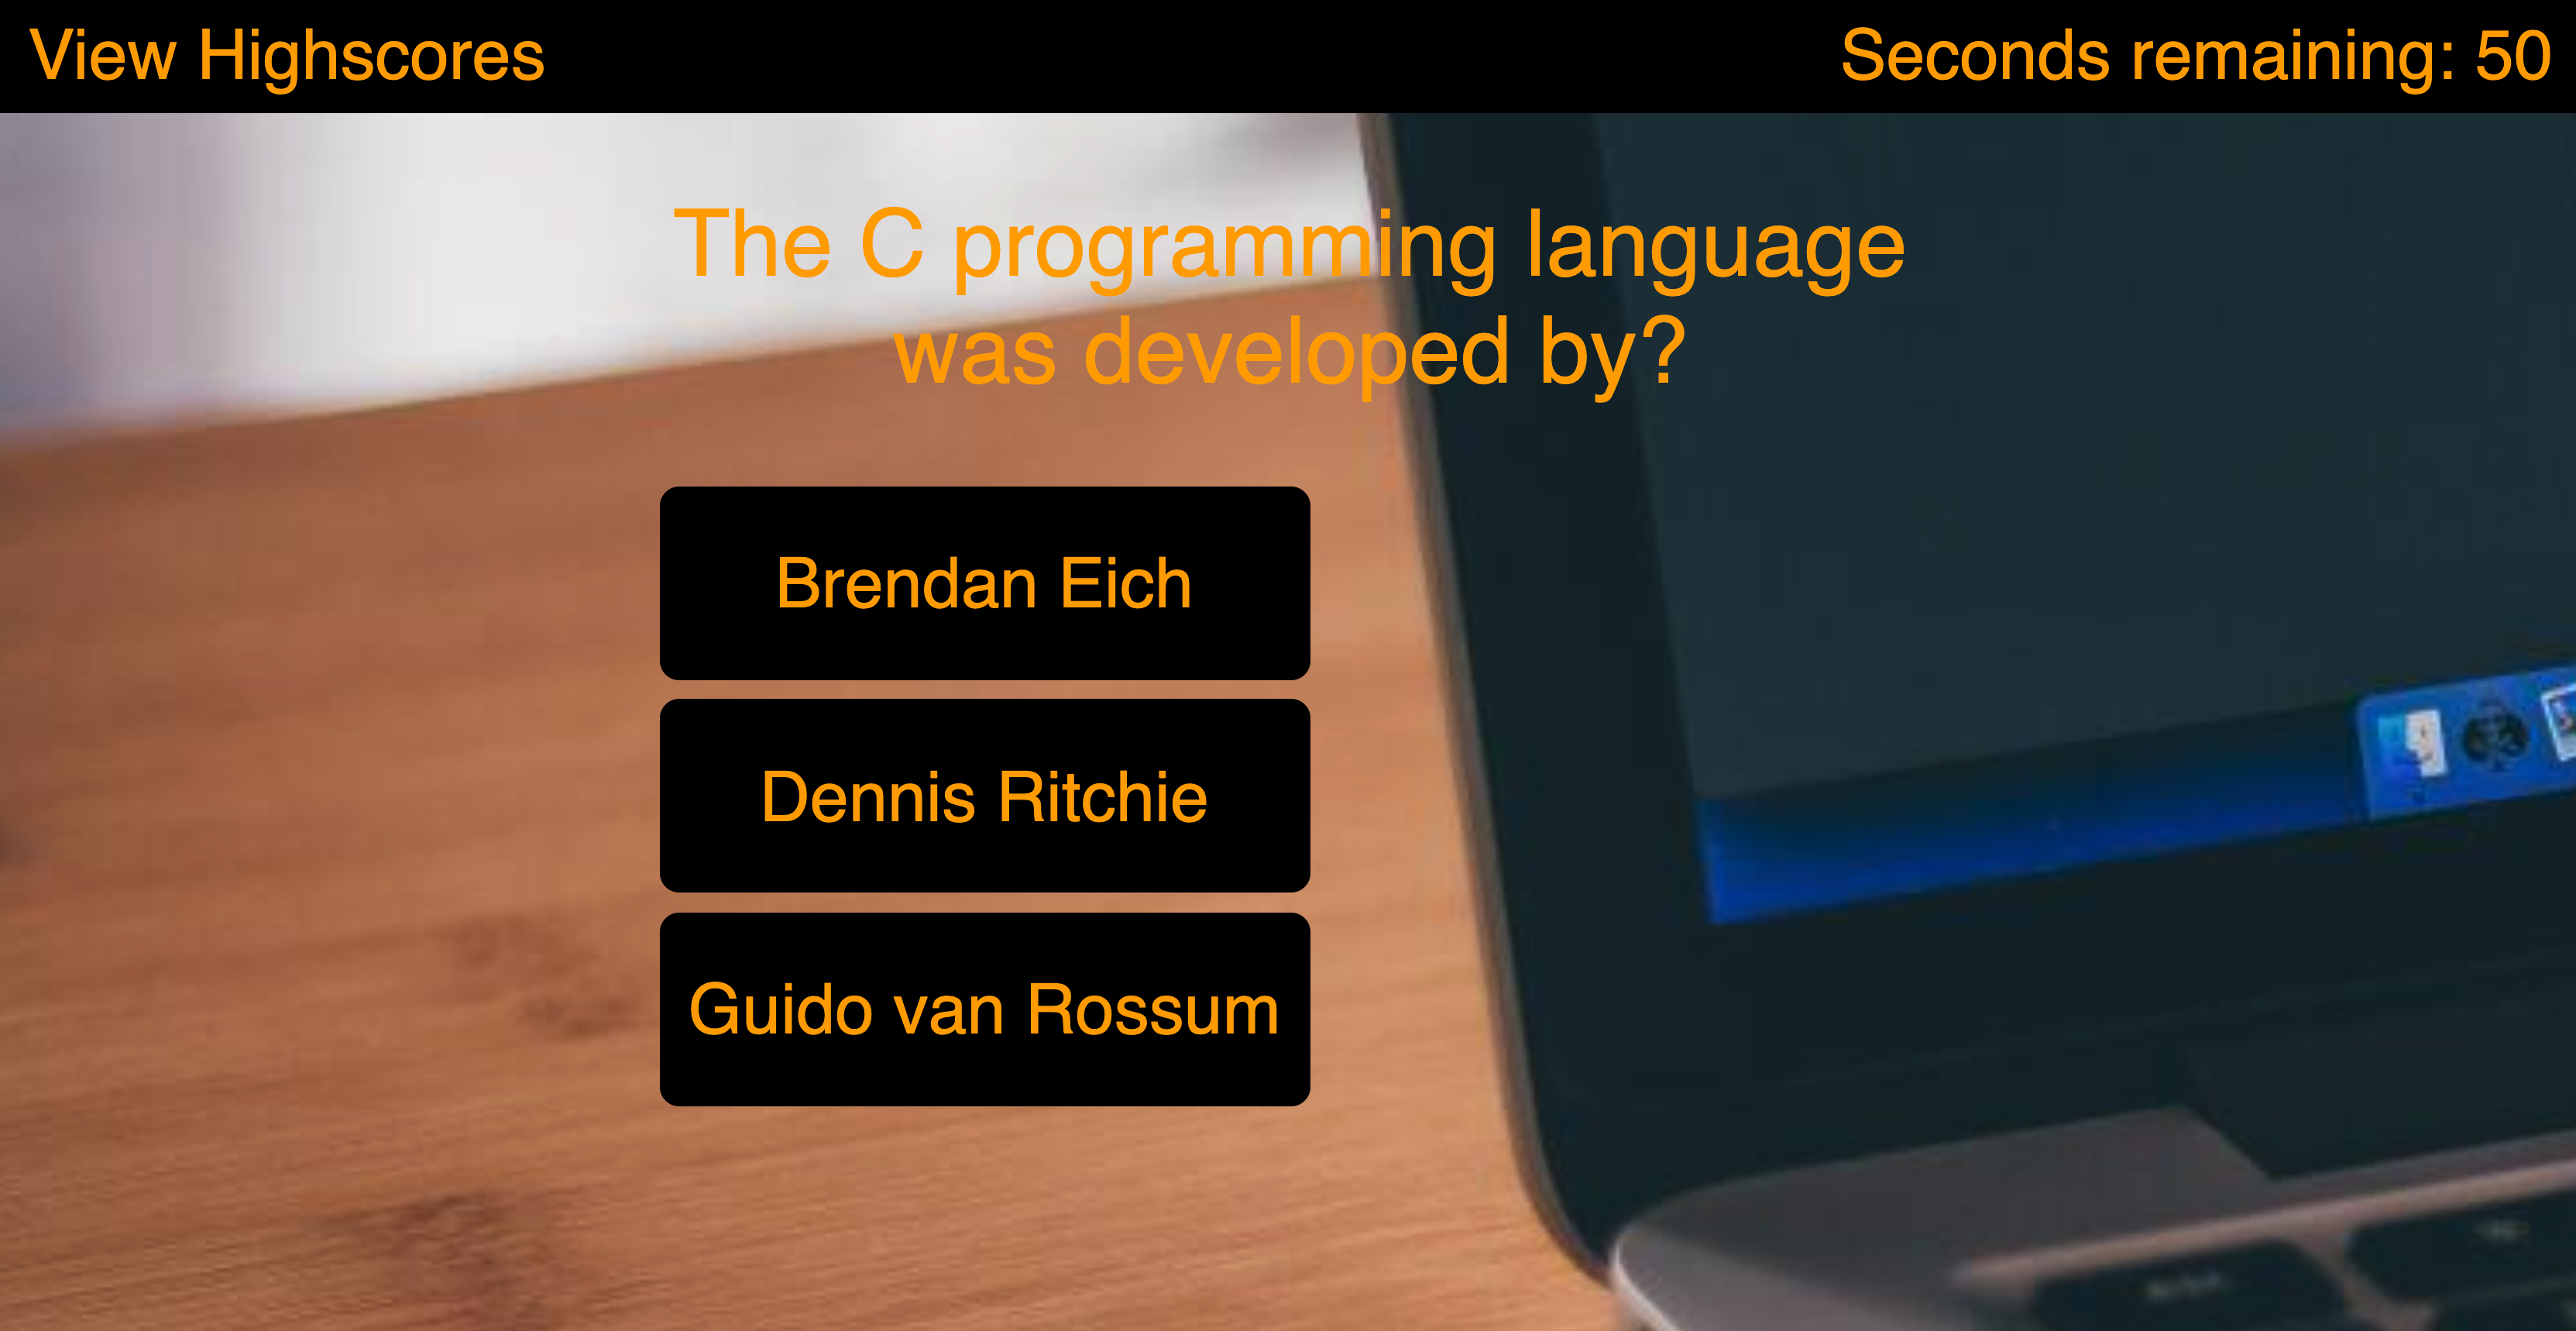 View Highscores
Seconds remaining: 50
The C programming language
was developed by?
Brendan Eich
Dennis Ritchie
Guido van Rossum